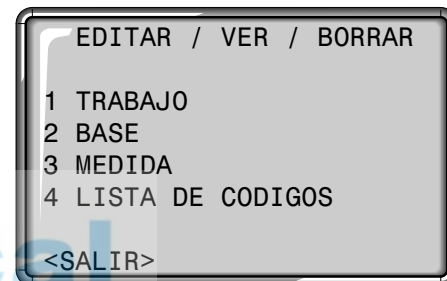 EDITAR / VER / BORRAR
1 TRABAJO
2 BASE
3 MEDIDA
4 LISTA DE CODIGOS
<SALIR>